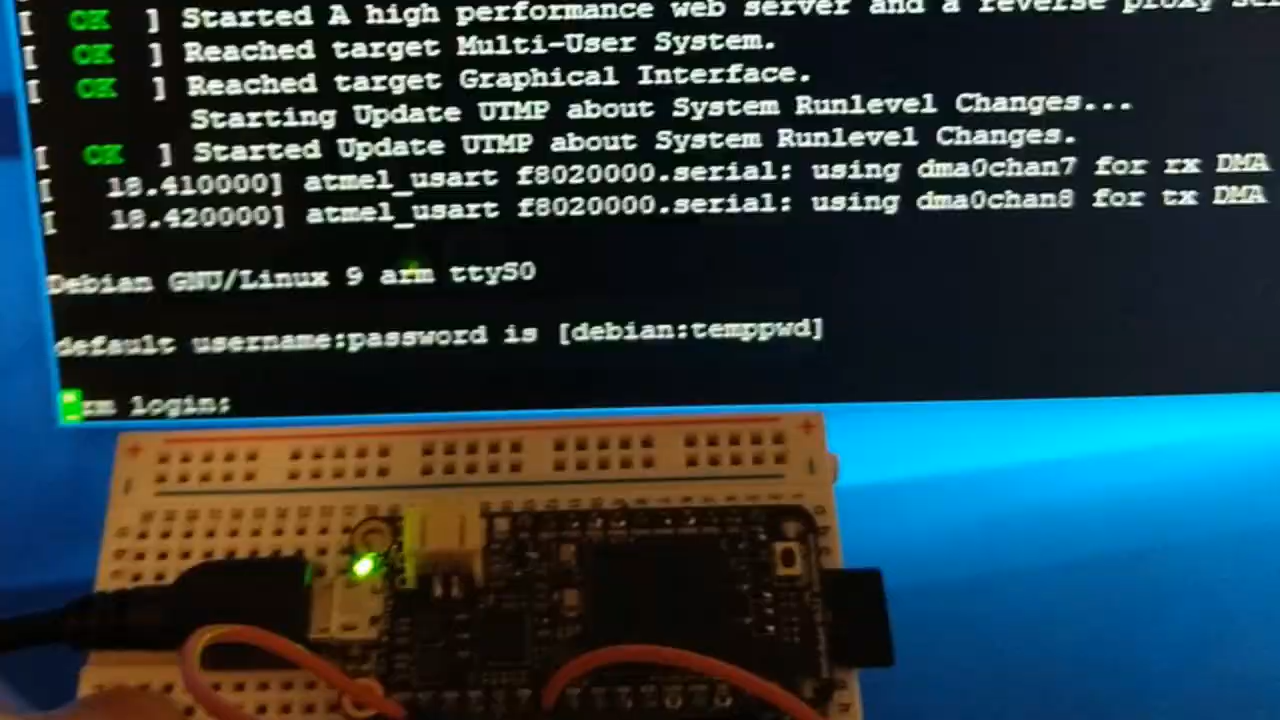 [ OK ] Started A high performance web server and a reverse proxy
[ OK ] Reached target Multi-User System.
[ OK ] Reached target Graphical Interface.
Starting Update UTMP about System Runlevel Changes...
[ OK ] Started Update UTMP about System Runlevel Changes.
[ 18.410000] atmel_usart f8020000.serial: using dma0chan7 for rx DMA
[ 18.420000] atmel_usart f8020000.serial: using dma0chan8 for tx DMA
Debian GNU/Linux 9 arm ttyS0
default username:password is [debian:temppwd]
arm login: